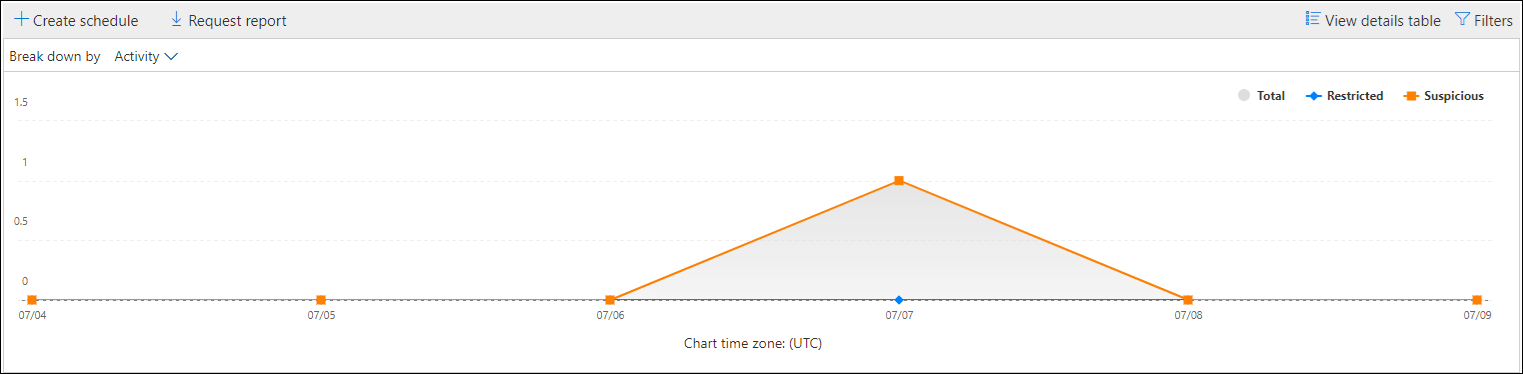 Create schedule Request report View details table Filters
Break down by Activity
Total Restricted Suspicious
1.5
1
0.5
0
07/04 07/05 07/06 07/07 07/08 07/09
Chart time zone: (UTC)